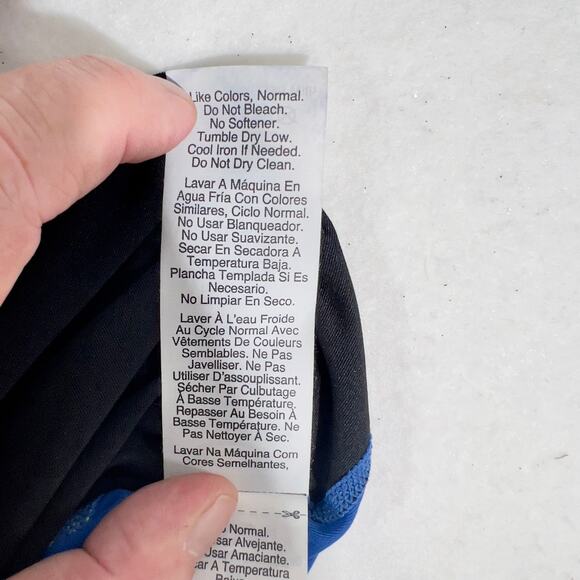 Like Colors, Normal.
Do Not Bleach.
No Softener.
Tumble Dry Low.
Cool Iron If Needed.
Do Not Dry Clean.
Lavar A Máquina En
Agua Fría Con Colores
Similares, Ciclo Normal.
No Usar Blanqueador.
No Usar Suavizante.
Secar En Secadora A
Temperatura Baja.
Plancha Templada Si Es
Necesario.
No Limpiar En Seco.
Laver À L'eau Froide
Au Cycle Normal Avec
Vêtements De Couleurs
Semblables. Ne Pas
Javelliser. Ne Pas
Utiliser D'assouplissant.
Sécher Par Culbutage
À Basse Température.
Repasser Au Besoin À
Basse Température. Ne
Pas Nettoyer À Sec.
Lavar Na Máquina Com
Cores Semelhantes,
Normal.
Alvejante.
Usar Amaciante.
A Temperatura